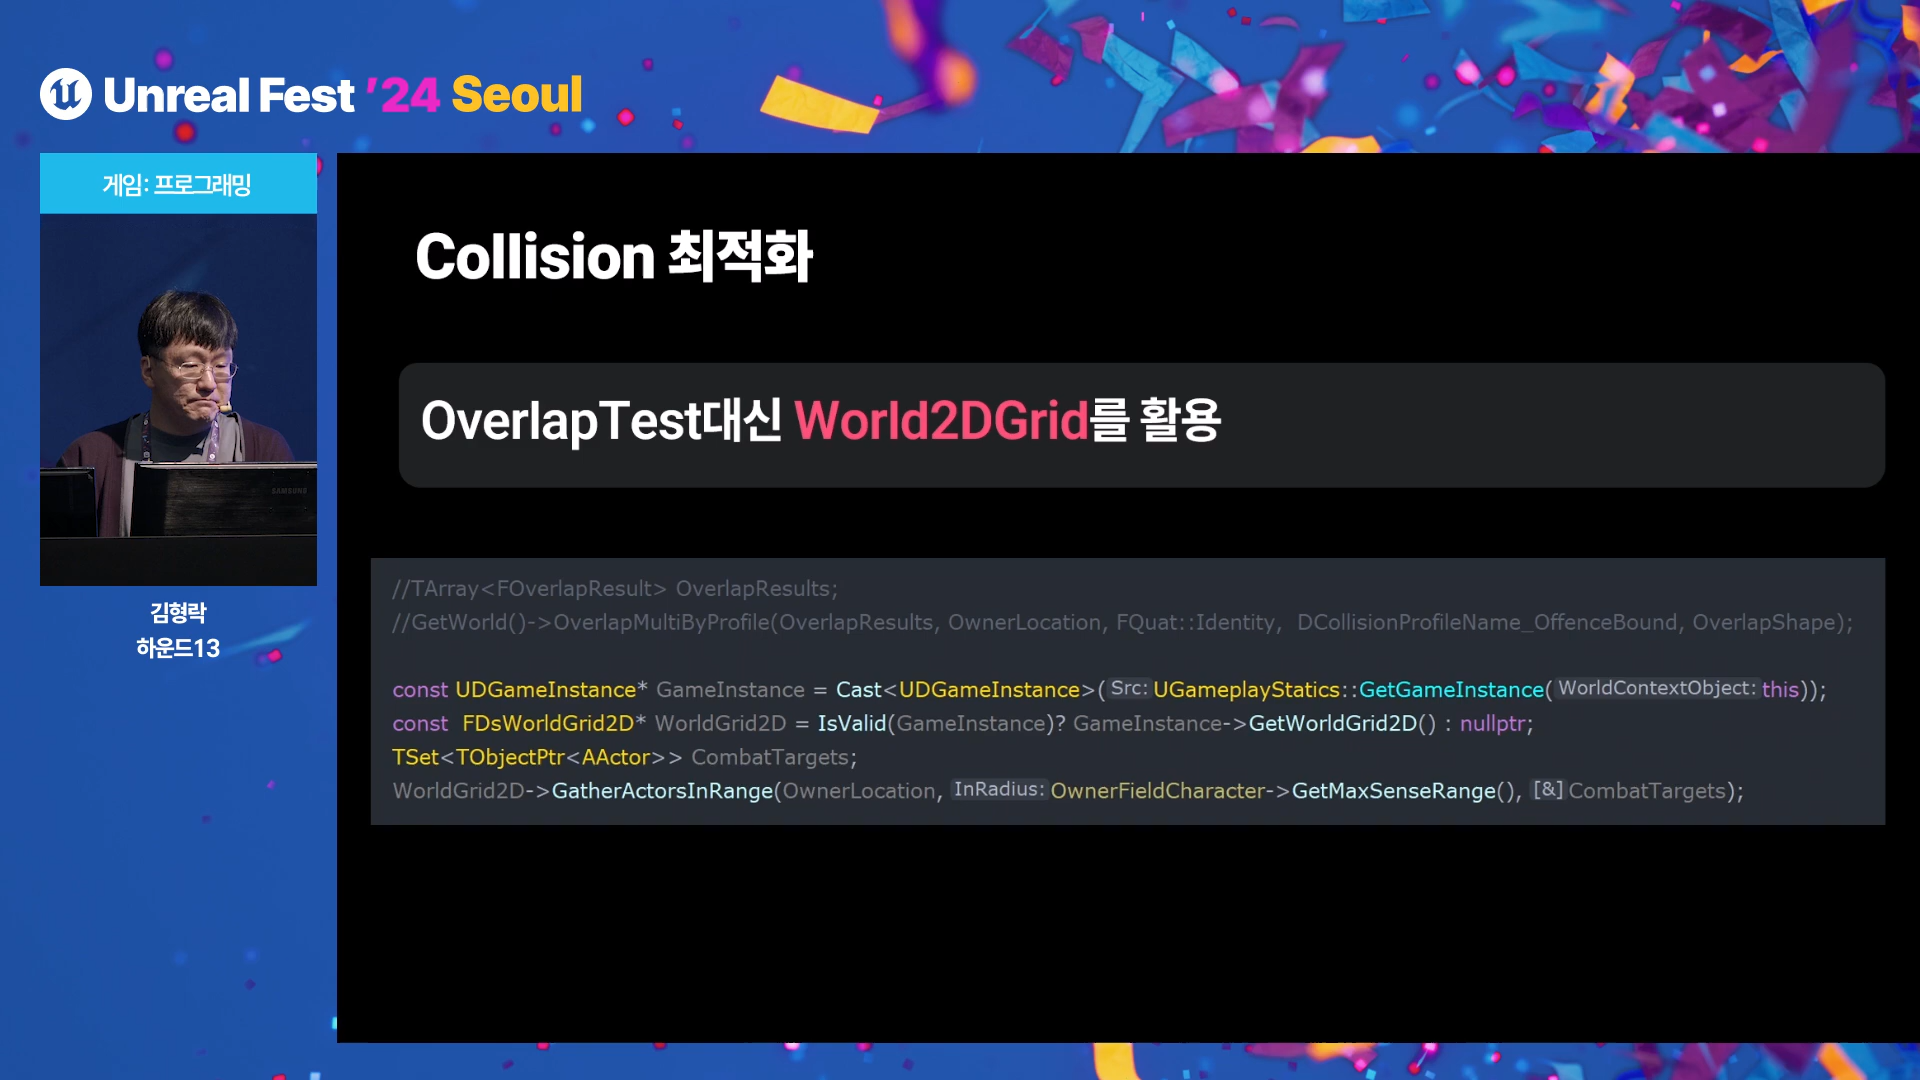 Unreal Fest '24 Seoul
게임: 프로그래밍
SAMSUNG
김형락
하운드13
Collision 최적화
OverlapTest대신 World2DGrid를 활용
//TArray<FOverlapResult> OverlapResults;
//GetWorld()->OverlapMultiByProfile(OverlapResults, OwnerLocation, FQuat::Identity,  DCollisionProfileName_OffenceBound, OverlapShape);
const UDGameInstance* GameInstance = Cast<UDGameInstance>(Src:UGameplayStatics::GetGameInstance(WorldContextObject:this));
const  FDsWorldGrid2D* WorldGrid2D = IsValid(GameInstance)? GameInstance->GetWorldGrid2D() : nullptr;
TSet<TObjectPtr<AActor>> CombatTargets;
WorldGrid2D->GatherActorsInRange(OwnerLocation, InRadius:OwnerFieldCharacter->GetMaxSenseRange(), [&]CombatTargets);